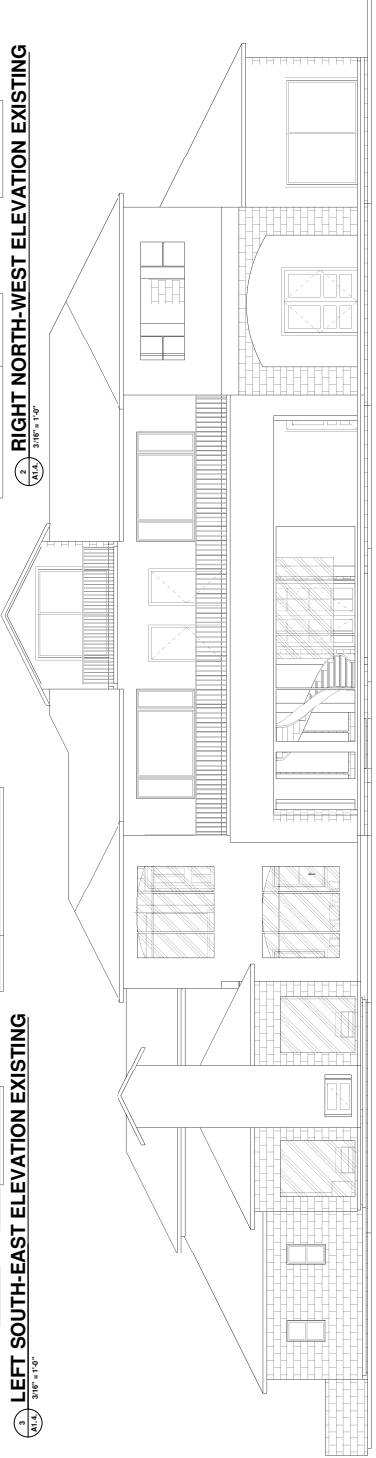 2
A1.4.
RIGHT NORTH-WEST ELEVATION EXISTING
3/16" = 1'-0"
3
A1.4.
LEFT SOUTH-EAST ELEVATION EXISTING
3/16" = 1'-0"